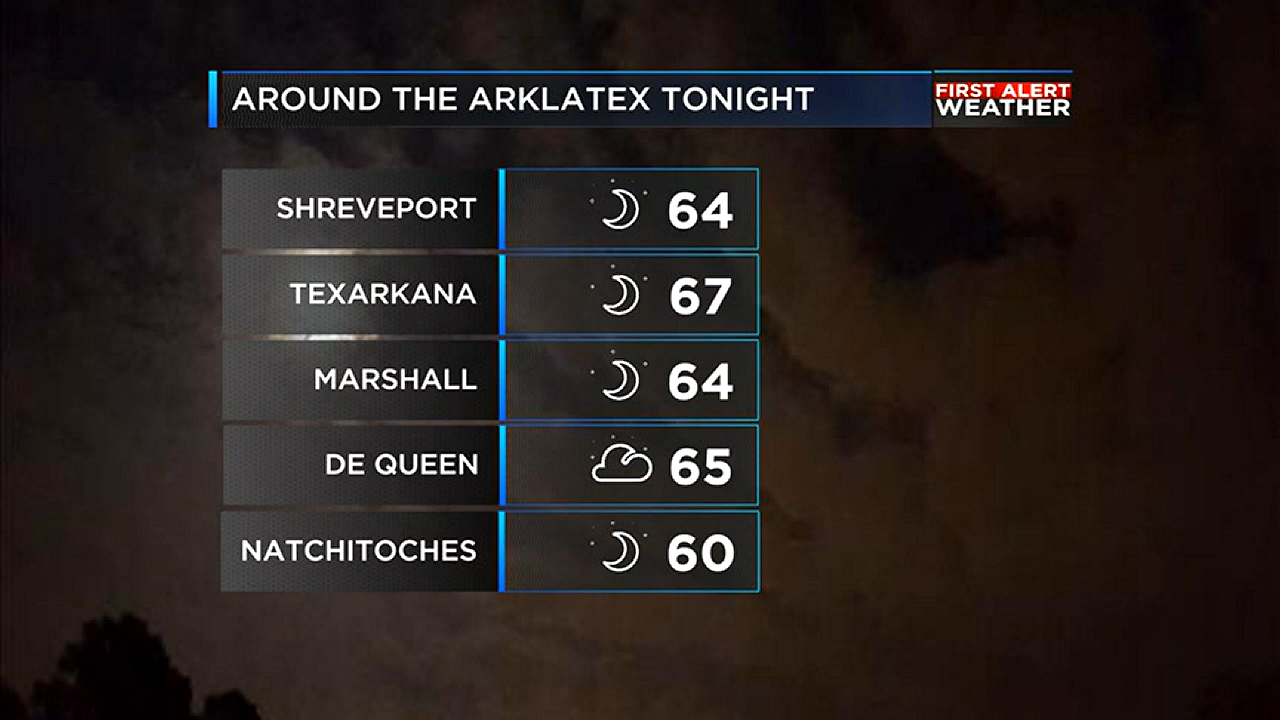 AROUND THE ARKLATEX TONIGHT
FIRST ALERT
WEATHER
SHREVEPORT 64
TEXARKANA 67
MARSHALL 64
DE QUEEN 65
NATCHITOCHES 60